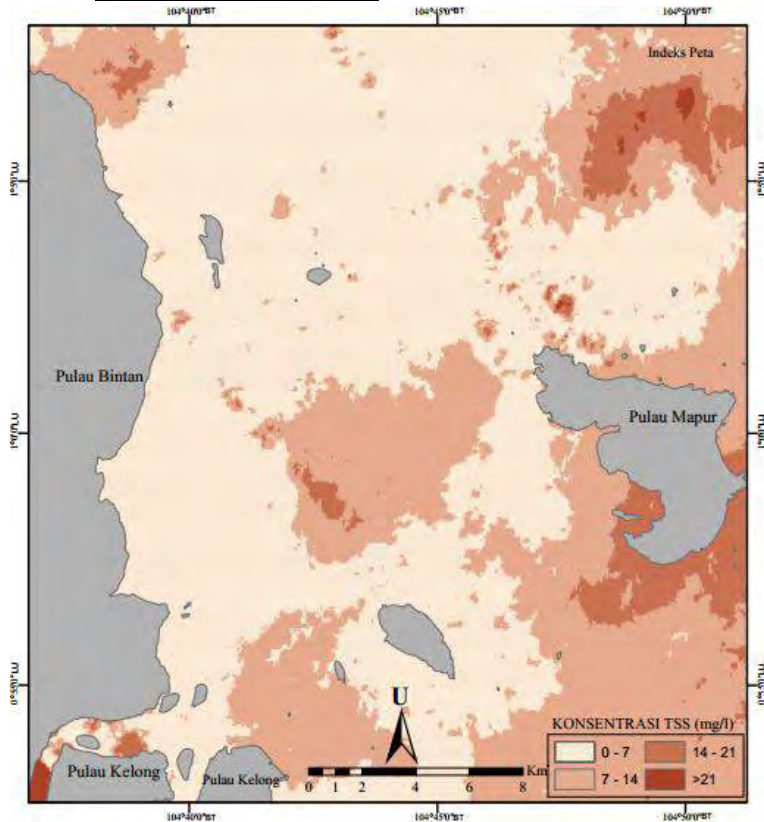 104°40'0"BT 104°45'0"BT 104°50'0"BT
Indeks Peta
Pulau Bintan
Pulau Mapur
U
KONSENTRASI TSS (mg/l)
0 - 7 14 - 21
7 - 14 >21
Pulau Kelong
Pulau Kelong
Km
0 1 2 4 6 8
104°40'0"BT 104°45'0"BT 104°50'0"BT